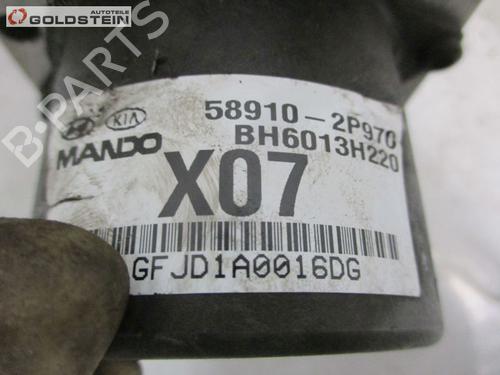 AUTOTEILE
GOLDSTEIN
B-PARTS
KIA
58910-2P970
MANDO
BH6013H220
X07
GFJD1A0016DG